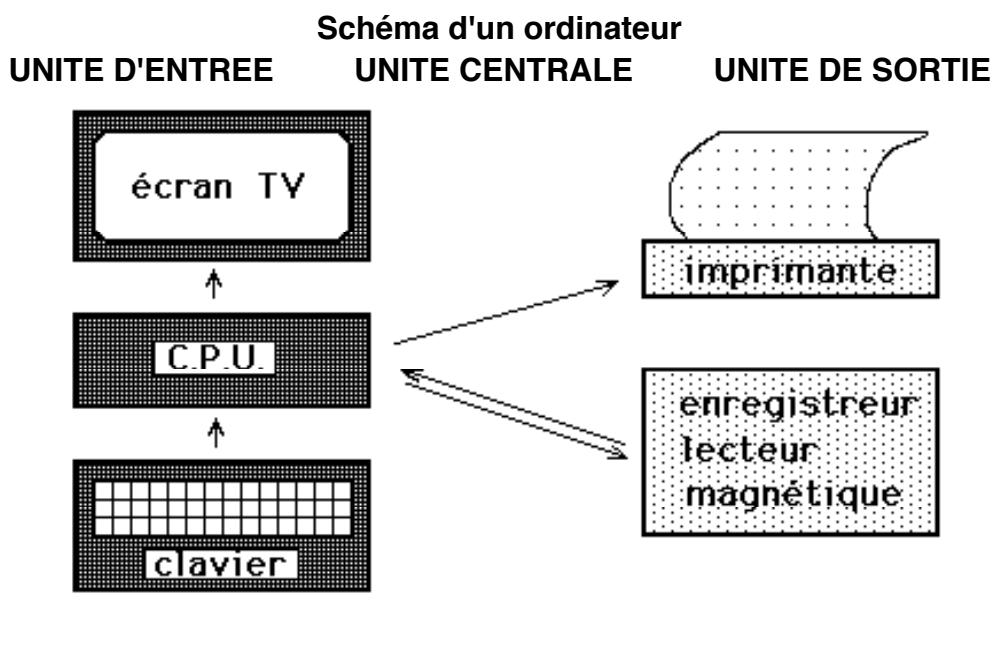 Schéma d'un ordinateur
UNITE D'ENTREE UNITE CENTRALE UNITE DE SORTIE
écran TV
imprimante
C.P.U.
enregistreur
lecteur
magnétique
clavier